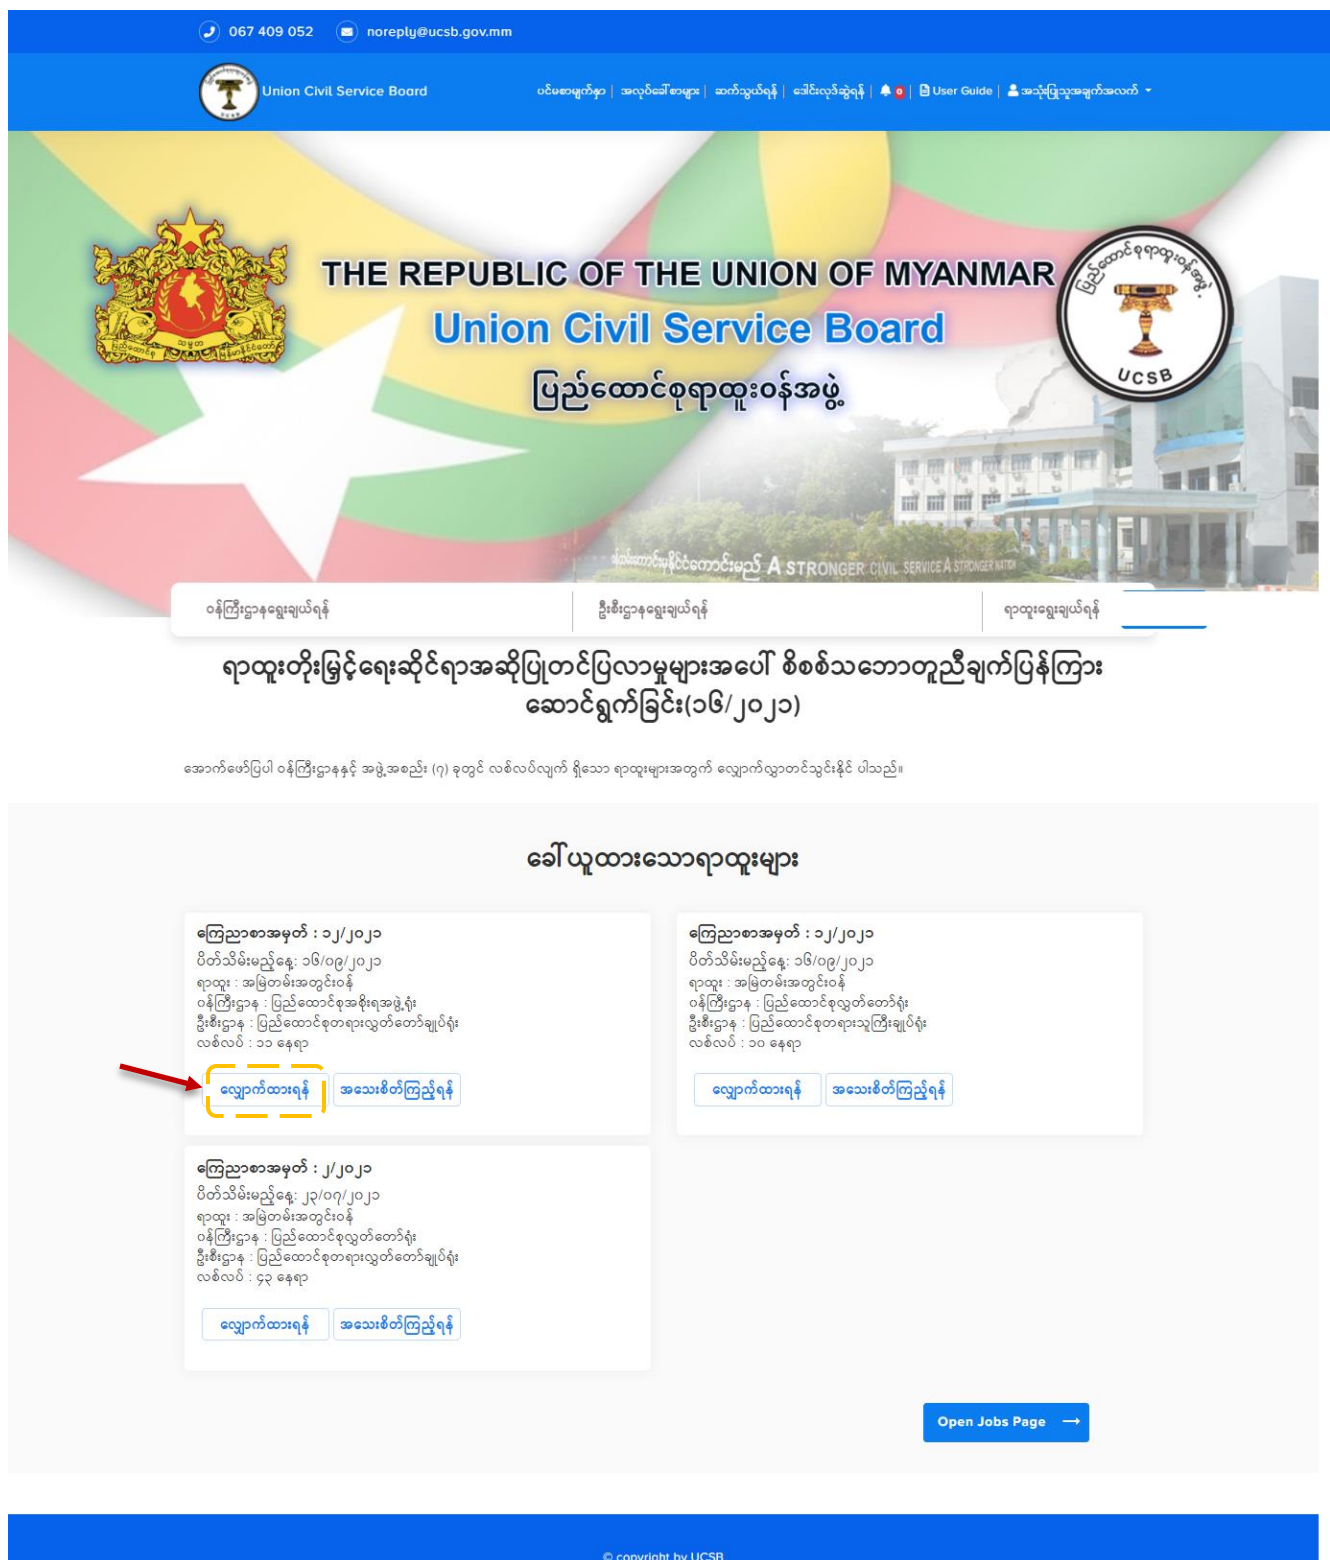 067 409 052 noreply@ucsb.gov.mm
Union Civil Service Board
ပင်မစာမျက်နှာ | အလုပ်ခေါ်စာများ | ဆက်သွယ်ရန် | ဒေါင်းလုဒ်ဆွဲရန် | 0 | User Guide | အသုံးပြုသူအချက်အလက်
THE REPUBLIC OF THE UNION OF MYANMAR
Union Civil Service Board
ပြည်ထောင်စုရာထူးဝန်အဖွဲ့
ပြည်ထောင်စုရာထူးဝန်အဖွဲ့
UCSB
A STRONGER CIVIL SERVICE A STRONGER NATION
ဝန်ကြီးဌာနရွေးချယ်ရန် ဦးစီးဌာနရွေးချယ်ရန် ရာထူးရွေးချယ်ရန်
ရာထူးတိုးမြှင့်ရေးဆိုင်ရာအဆိုပြုတင်ပြလာမှုများအပေါ် စိစစ်သဘောတူညီချက်ပြန်ကြား
ဆောင်ရွက်ခြင်း(၁၆/၂၀၂၁)
အောက်ဖော်ပြပါ ဝန်ကြီးဌာနနှင့် အဖွဲ့အစည်း (၇) ခုတွင် လစ်လပ်လျက် ရှိသော ရာထူးများအတွက် လျှောက်လွှာတင်သွင်းနိုင် ပါသည်။
ခေါ်ယူထားသောရာထူးများ
ကြေညာစာအမှတ် : ၁၂/၂၀၂၁
ပိတ်သိမ်းမည့်နေ့: ၁၆/၀၉/၂၀၂၁
ရာထူး : အမြဲတမ်းအတွင်းဝန်
ဝန်ကြီးဌာန : ပြည်ထောင်စုအစိုးရအဖွဲ့ရုံး
ဦးစီးဌာန : ပြည်ထောင်စုတရားလွှတ်တော်ချုပ်ရုံး
လစ်လပ် : ၁၁ နေရာ
လျှောက်ထားရန် အသေးစိတ်ကြည့်ရန်
ကြေညာစာအမှတ် : ၁၂/၂၀၂၁
ပိတ်သိမ်းမည့်နေ့: ၁၆/၀၉/၂၀၂၁
ရာထူး : အမြဲတမ်းအတွင်းဝန်
ဝန်ကြီးဌာန : ပြည်ထောင်စုလွှတ်တော်ရုံး
ဦးစီးဌာန : ပြည်ထောင်စုတရားသူကြီးချုပ်ရုံး
လစ်လပ် : ၁၀ နေရာ
လျှောက်ထားရန် အသေးစိတ်ကြည့်ရန်
ကြေညာစာအမှတ် : ၂/၂၀၂၁
ပိတ်သိမ်းမည့်နေ့: ၂၃/၀၇/၂၀၂၁
ရာထူး : အမြဲတမ်းအတွင်းဝန်
ဝန်ကြီးဌာန : ပြည်ထောင်စုလွှတ်တော်ရုံး
ဦးစီးဌာန : ပြည်ထောင်စုတရားလွှတ်တော်ချုပ်ရုံး
လစ်လပ် : ၄၃ နေရာ
လျှောက်ထားရန် အသေးစိတ်ကြည့်ရန်
Open Jobs Page →
© copyright by UCSB